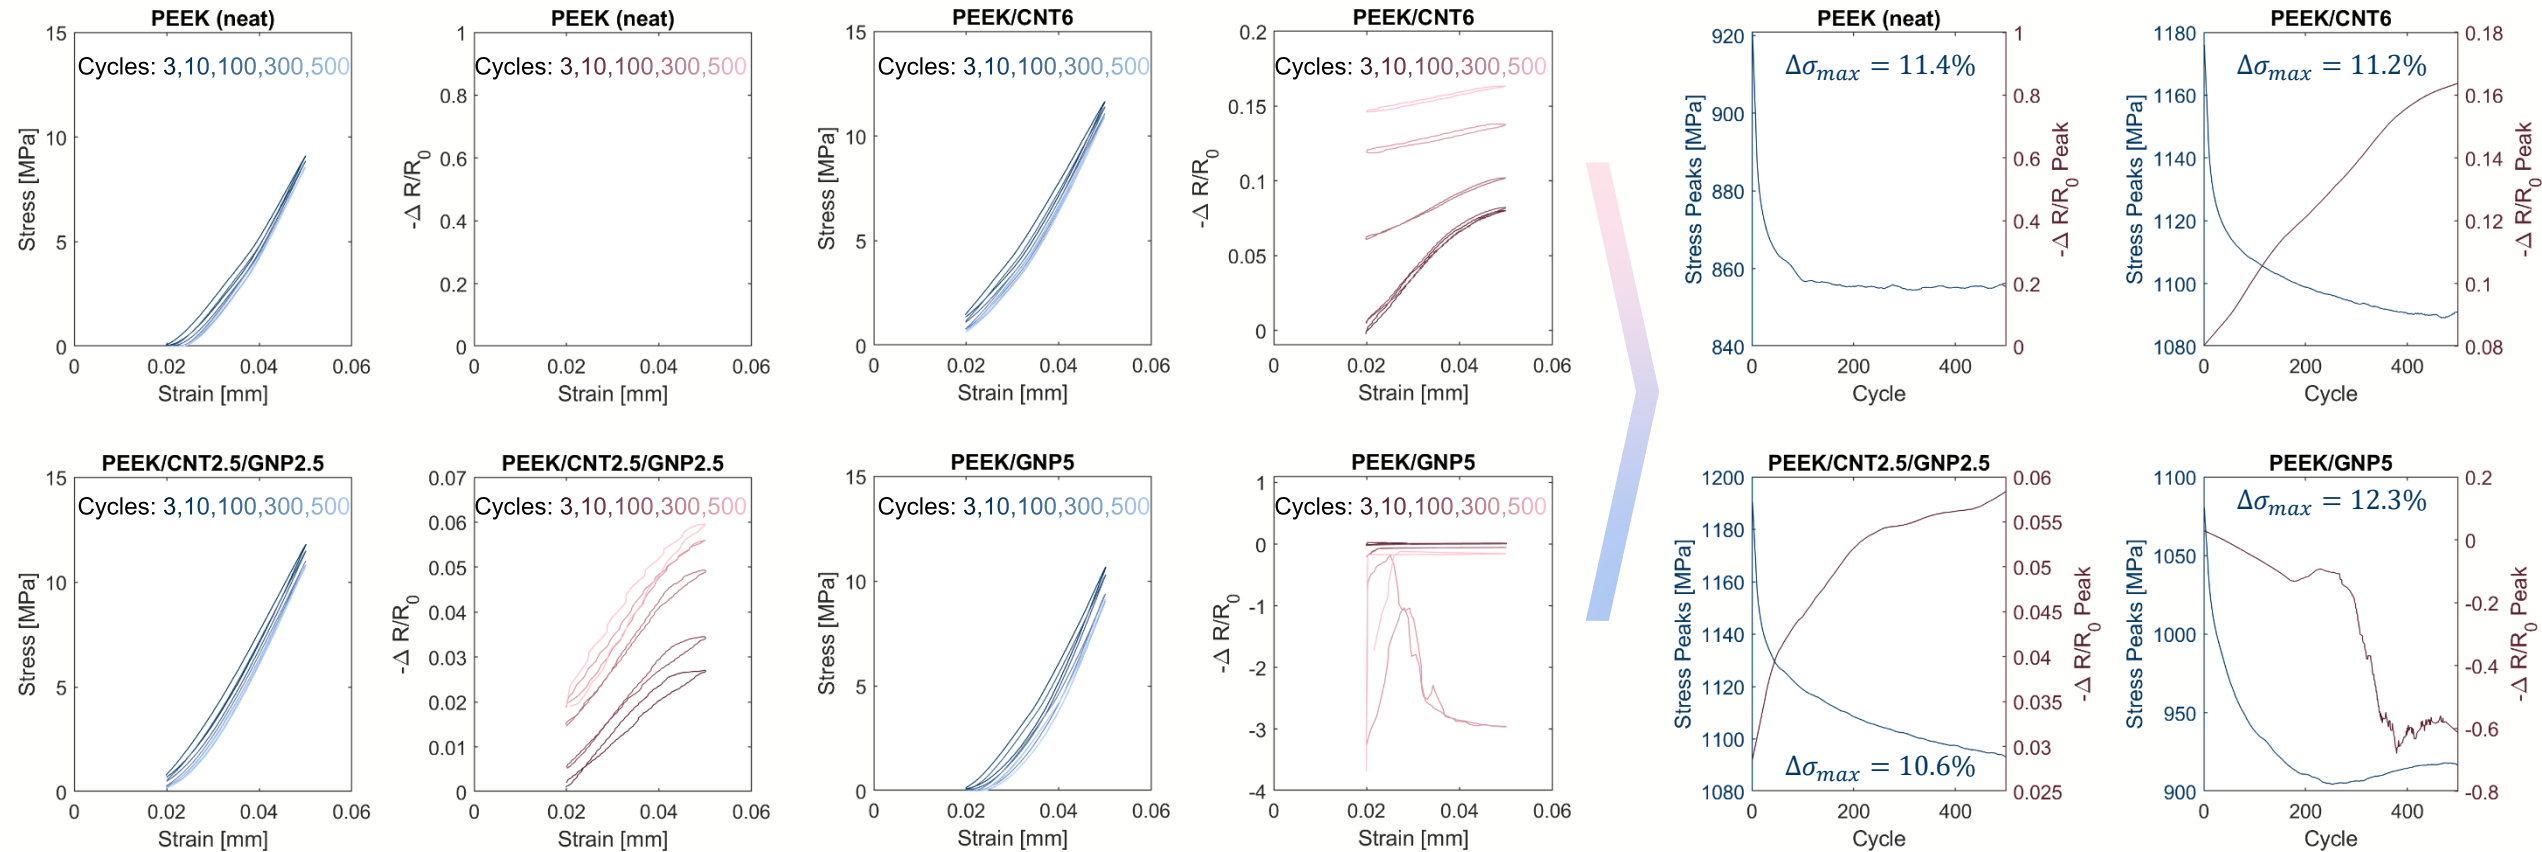 PEEK (neat)
Cycles: 3,10,100,300,500
Stress [MPa]
15
10
5
0
0 0.02 0.04 0.06
Strain [mm]
PEEK (neat)
Cycles: 3,10,100,300,500
-Δ R/R0
1
0.8
0.6
0.4
0.2
0
0 0.02 0.04 0.06
Strain [mm]
PEEK/CNT6
Cycles: 3,10,100,300,500
Stress [MPa]
15
10
5
0
0 0.02 0.04 0.06
Strain [mm]
PEEK/CNT6
Cycles: 3,10,100,300,500
-Δ R/R0
0.2
0.15
0.1
0.05
0
0 0.02 0.04 0.06
Strain [mm]
PEEK (neat)
Δσmax = 11.4%
Stress Peaks [MPa]
920
900
880
860
840
-Δ R/R0 Peak
1
0.8
0.6
0.4
0.2
0
0 200 400
Cycle
PEEK/CNT6
Δσmax = 11.2%
Stress Peaks [MPa]
1180
1160
1140
1120
1100
1080
-Δ R/R0 Peak
0.18
0.16
0.14
0.12
0.1
0.08
0 200 400
Cycle
PEEK/CNT2.5/GNP2.5
Cycles: 3,10,100,300,500
Stress [MPa]
15
10
5
0
0 0.02 0.04 0.06
Strain [mm]
PEEK/CNT2.5/GNP2.5
Cycles: 3,10,100,300,500
-Δ R/R0
0.07
0.06
0.05
0.04
0.03
0.02
0.01
0
0 0.02 0.04 0.06
Strain [mm]
PEEK/GNP5
Cycles: 3,10,100,300,500
Stress [MPa]
15
10
5
0
0 0.02 0.04 0.06
Strain [mm]
PEEK/GNP5
Cycles: 3,10,100,300,500
-Δ R/R0
1
0
-1
-2
-3
-4
0 0.02 0.04 0.06
Strain [mm]
PEEK/CNT2.5/GNP2.5
Δσmax = 10.6%
Stress Peaks [MPa]
1200
1180
1160
1140
1120
1100
1080
-Δ R/R0 Peak
0.06
0.055
0.05
0.045
0.04
0.035
0.03
0.025
0 200 400
Cycle
PEEK/GNP5
Δσmax = 12.3%
Stress Peaks [MPa]
1100
1050
1000
950
900
-Δ R/R0 Peak
0.2
0
-0.2
-0.4
-0.6
-0.8
0 200 400
Cycle